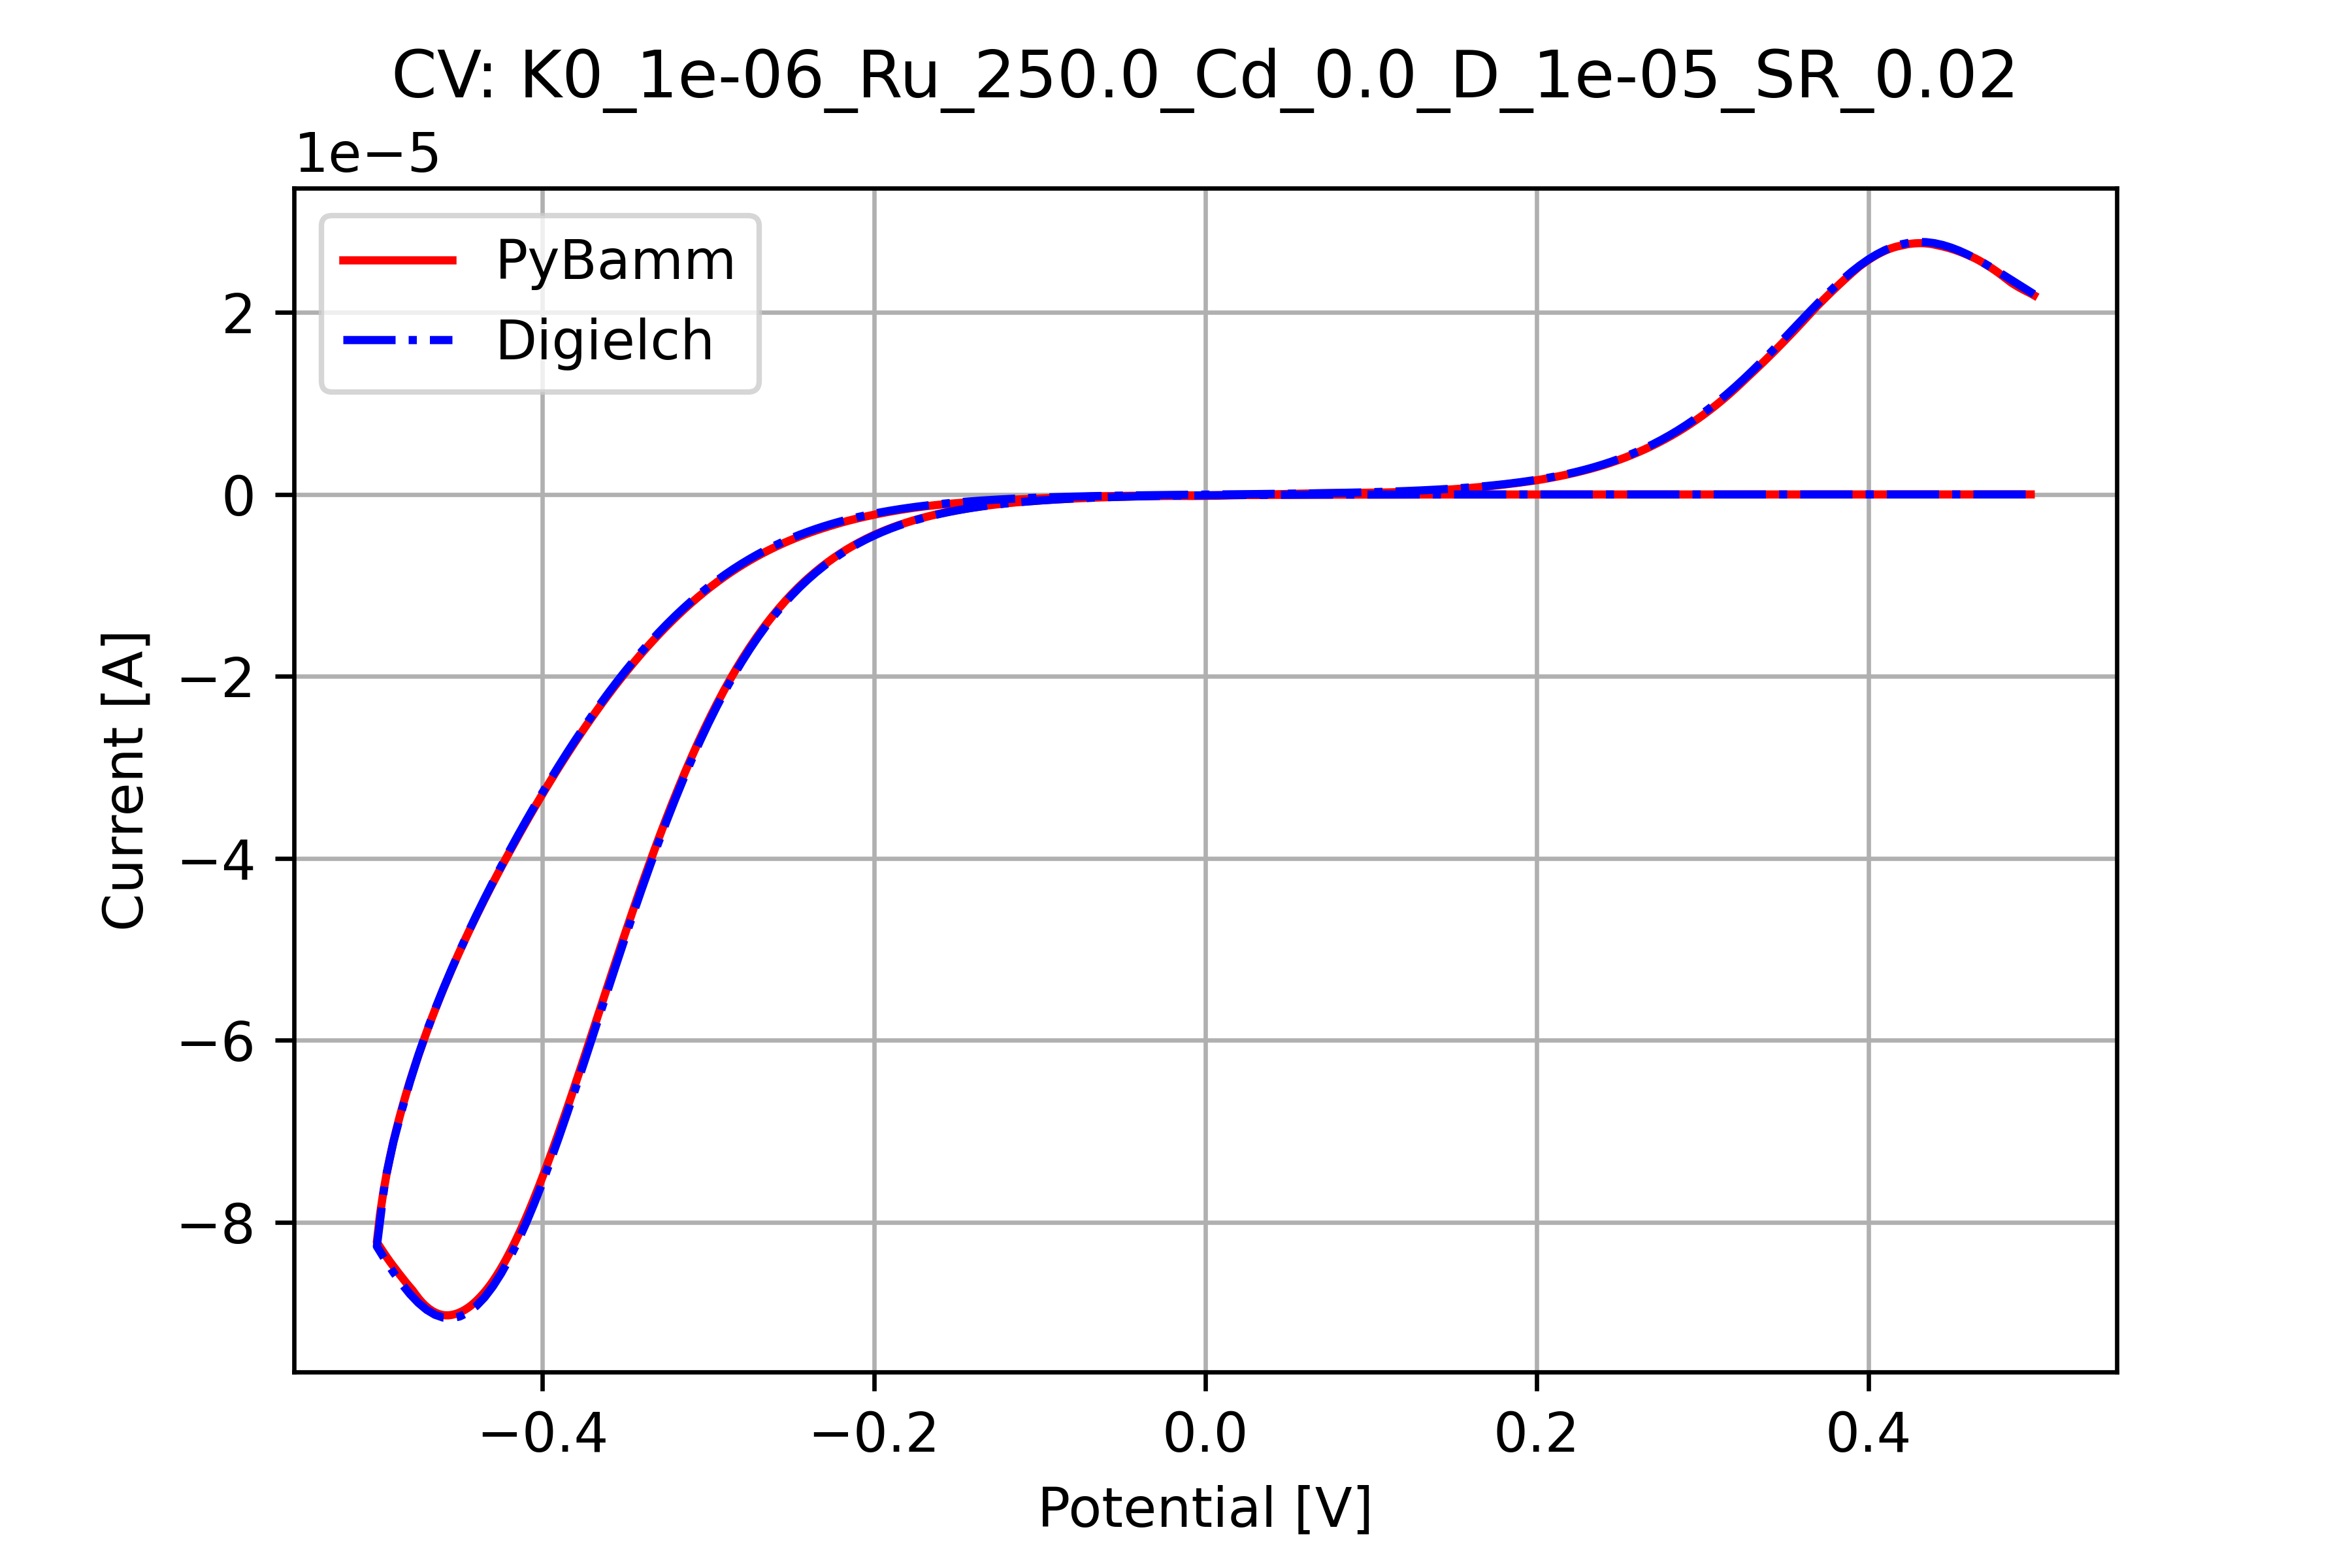 CV: K0_1e-06_Ru_250.0_Cd_0.0_D_1e-05_SR_0.02
1e−5
PyBamm
Digielch
2
0
−2
−4
−6
−8
Current [A]
−0.4
−0.2
0.0
0.2
0.4
Potential [V]